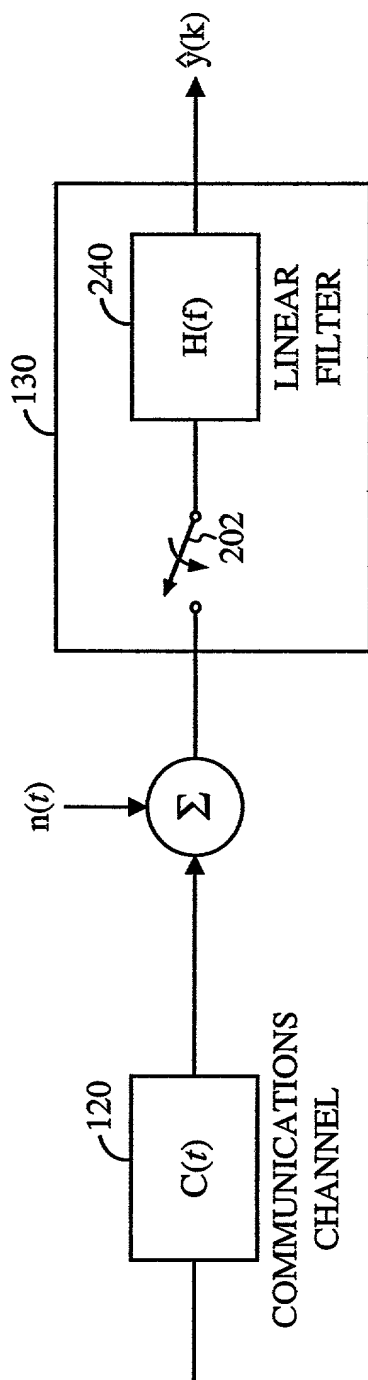 120
C(t)
COMMUNICATIONS
CHANNEL
n(t)
Σ
130
202
240
H(f)
LINEAR
FILTER
ŷ(k)